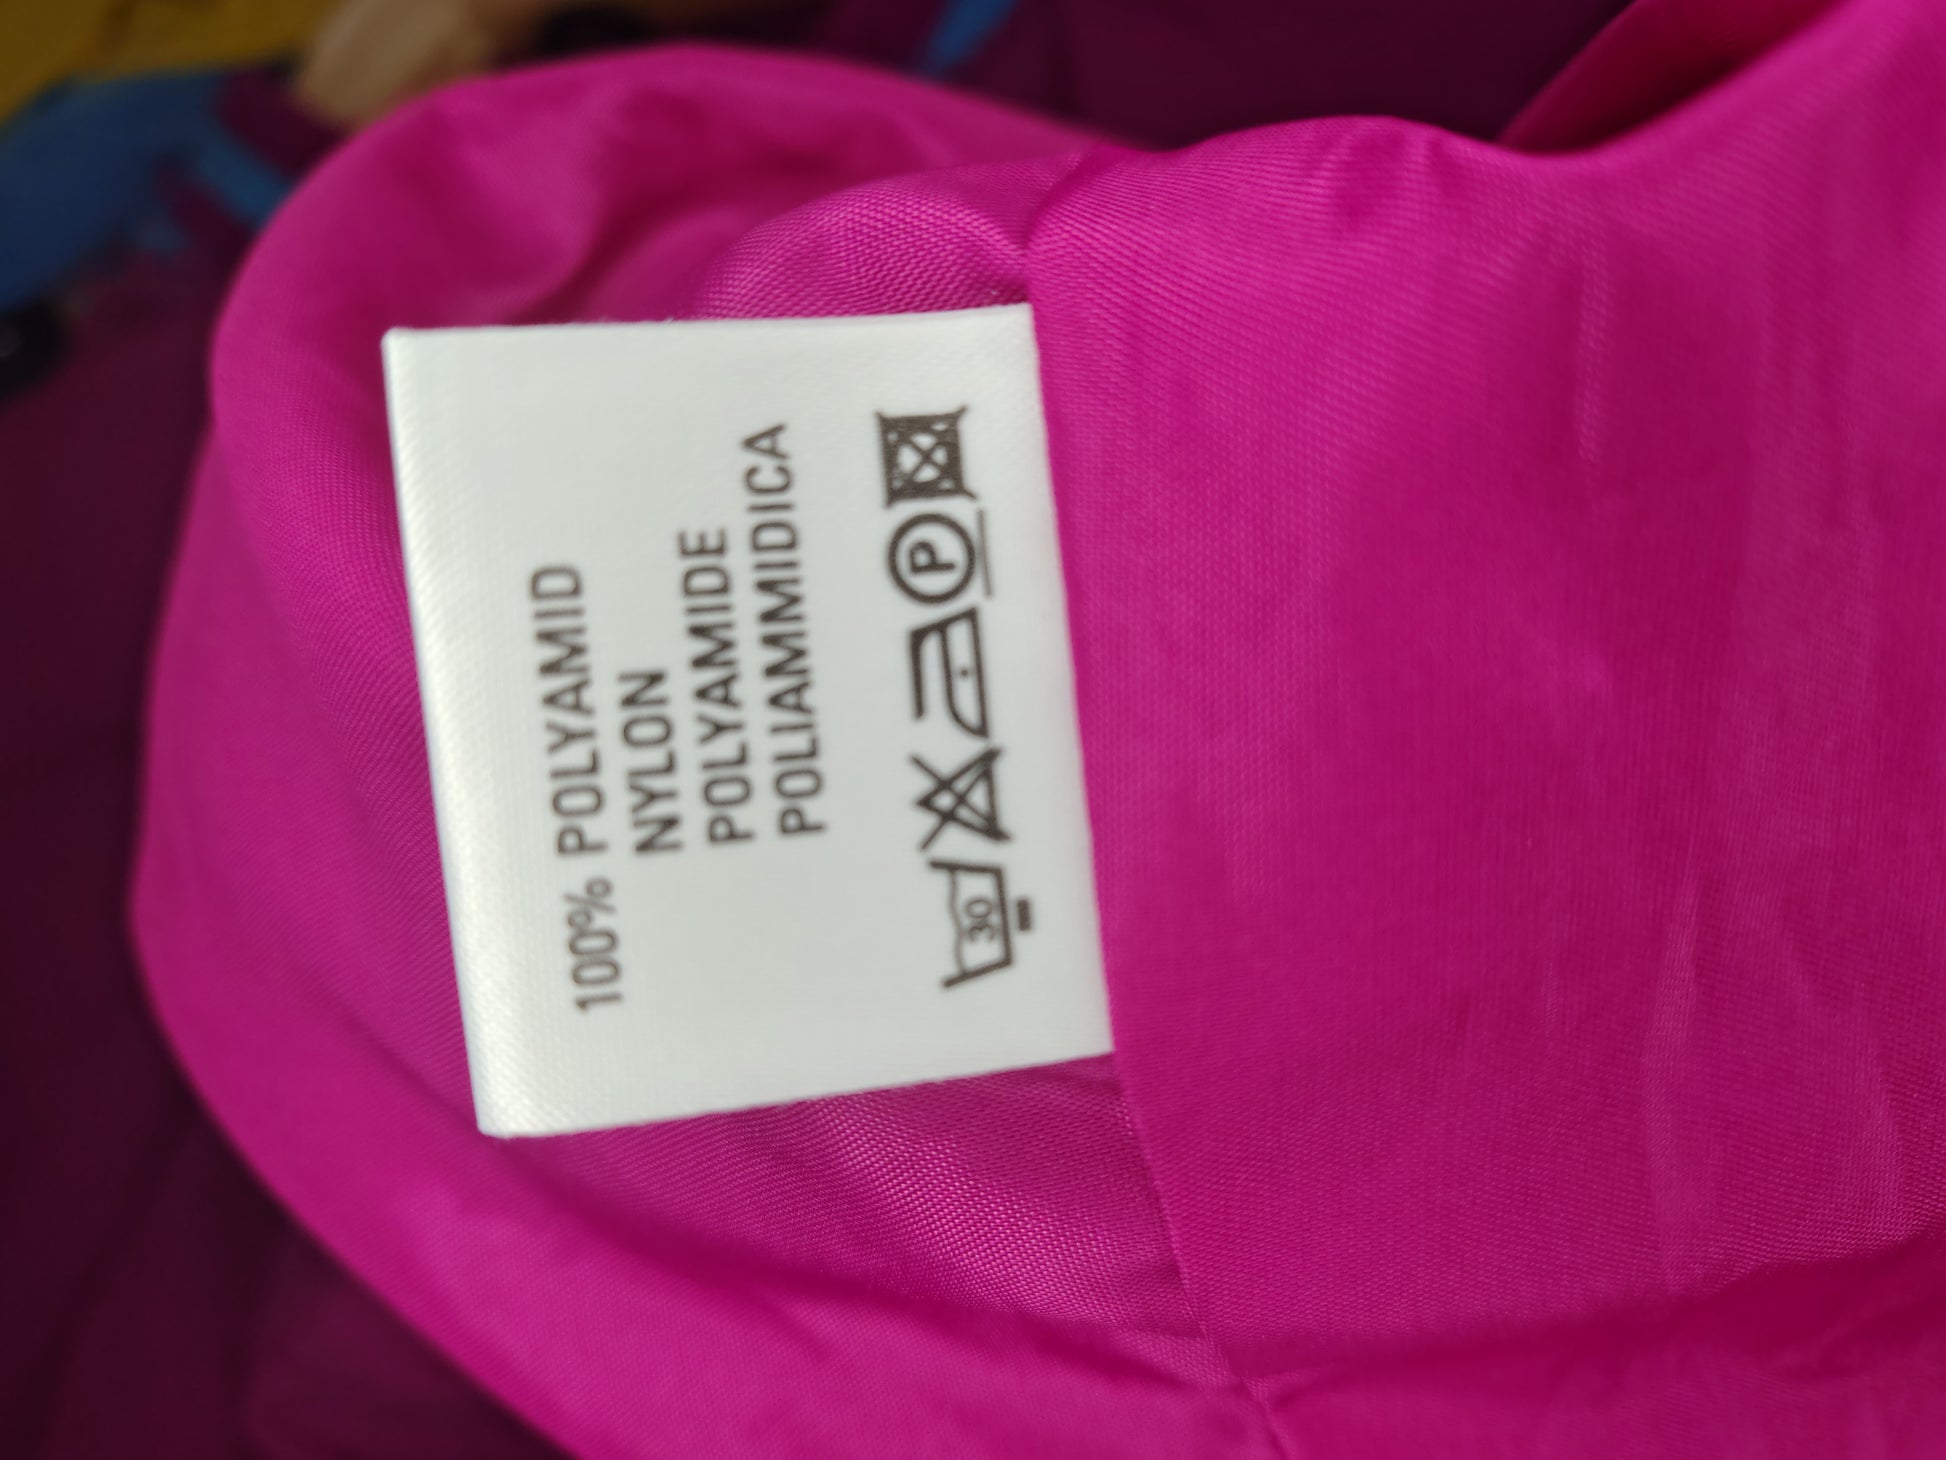 100% POLYAMID
NYLON
POLYAMIDE
POLIAMMIDICA
30 P